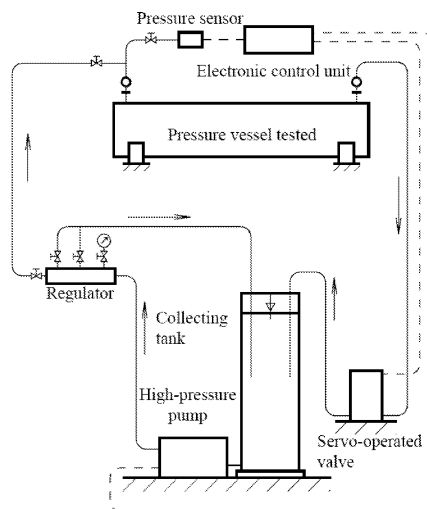 Pressure sensor
Electronic control unit
Pressure vessel tested
Regulator
Collecting
tank
High-pressure
pump
Servo-operated
valve